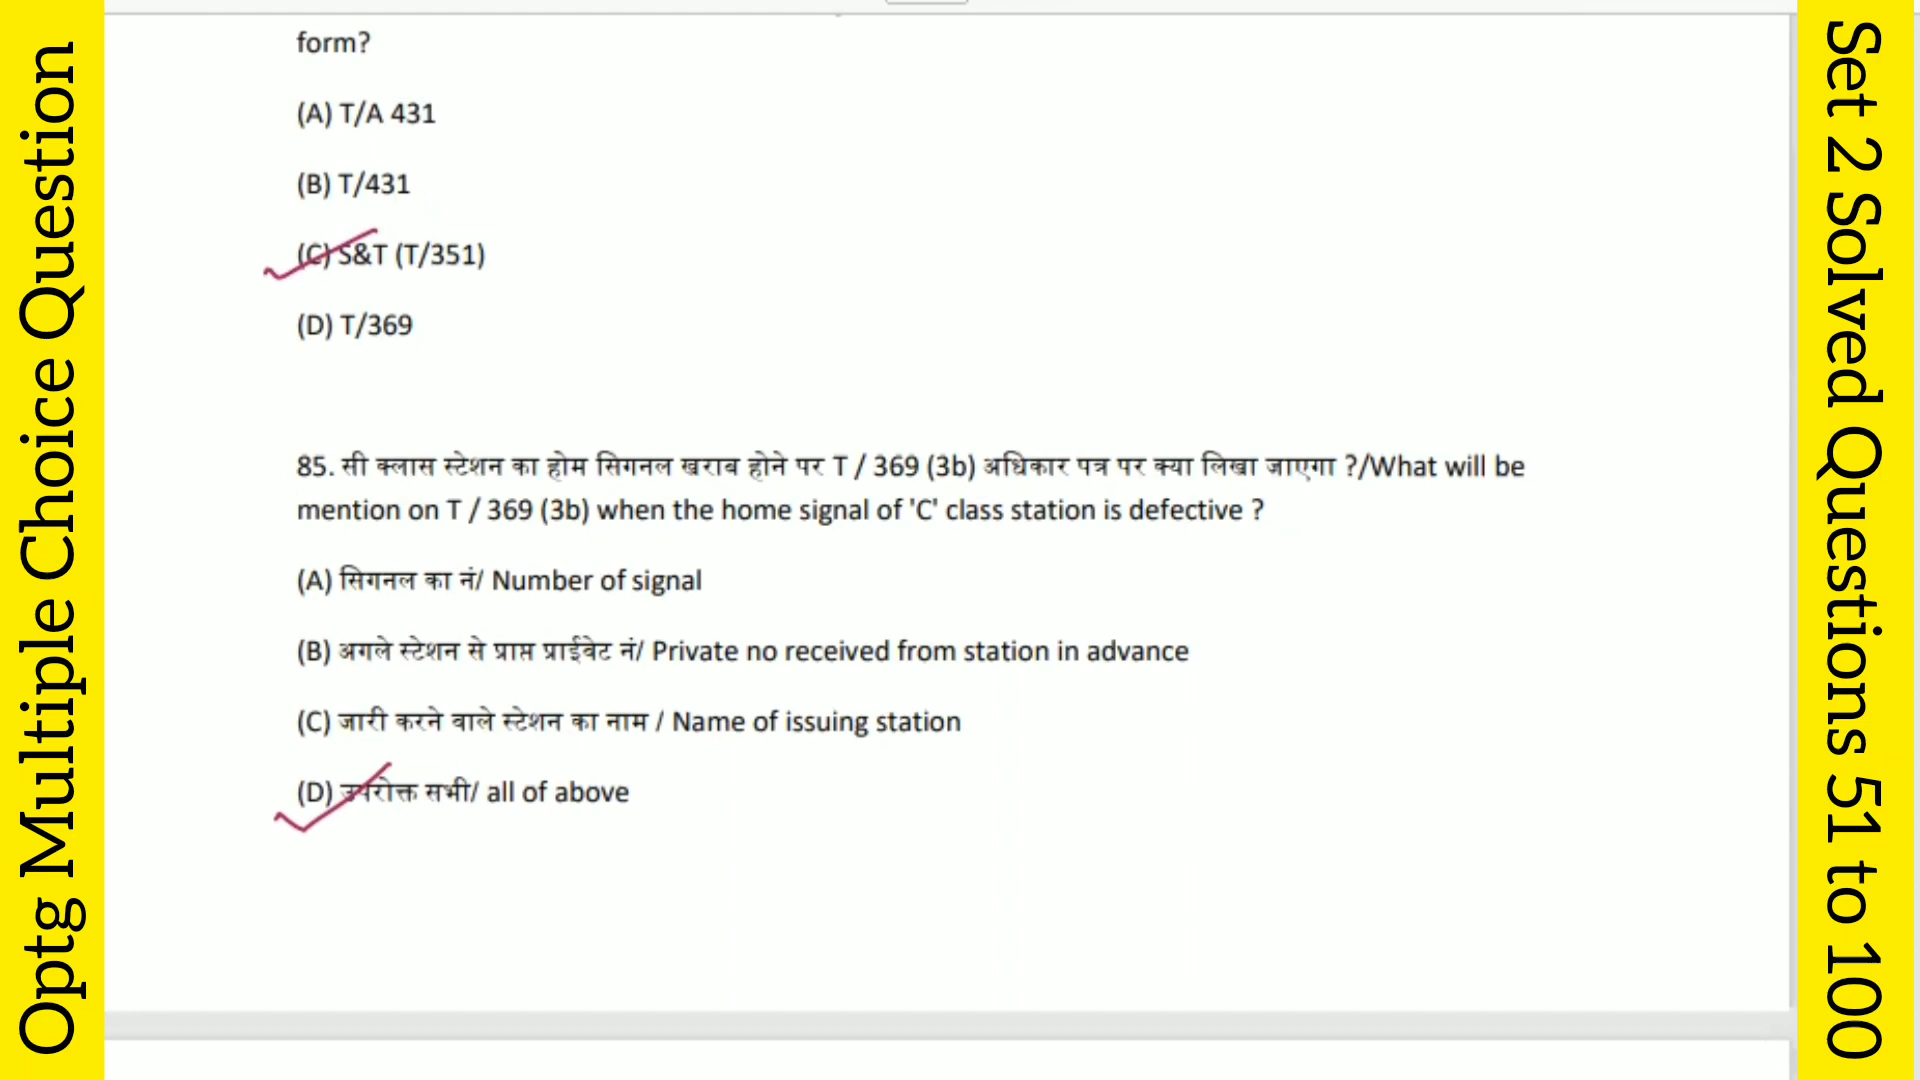 Optg Multiple Choice Question
form?
(A) T/A 431
(B) T/431
(C) S&T (T/351)
(D) T/369
85. सी क्लास स्टेशन का होम सिगनल खराब होने पर T / 369 (3b) अधिकार पत्र पर क्या लिखा जाएगा ?/What will be
mention on T / 369 (3b) when the home signal of 'C' class station is defective ?
(A) सिगनल का नं/ Number of signal
(B) अगले स्टेशन से प्राप्त प्राईवेट नं/ Private no received from station in advance
(C) जारी करने वाले स्टेशन का नाम / Name of issuing station
(D) उपरोक्त सभी/ all of above
Set 2 Solved Questions 51 to 100